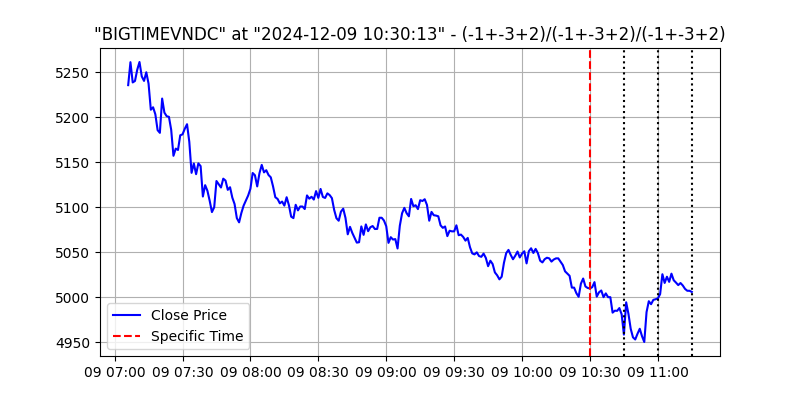 "BIGTIMEVNDC" at "2024-12-09 10:30:13" - (-1+-3+2)/(-1+-3+2)/(-1+-3+2)
5250
5200
5150
5100
5050
5000
4950
Close Price
Specific Time
09 07:00 09 07:30 09 08:00 09 08:30 09 09:00 09 09:30 09 10:00 09 10:30 09 11:00